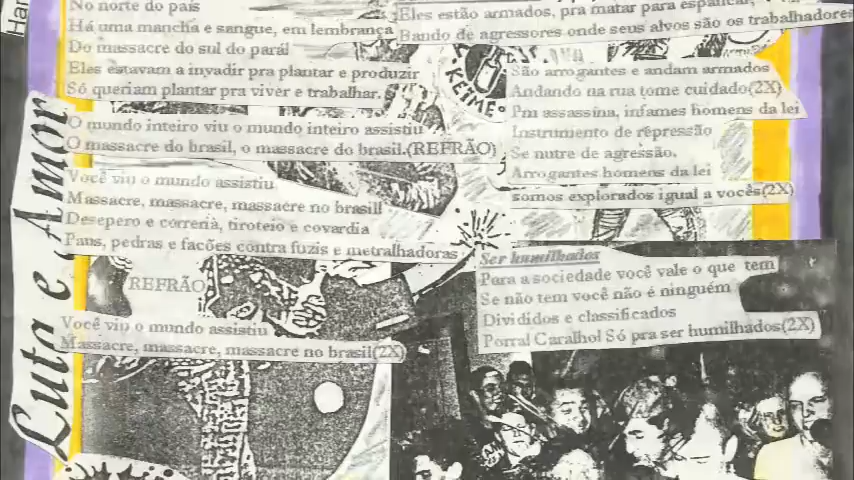 No norte do país
Há uma mancha e sangue, em lembrança
Do massacre do sul do pará!
Eles estavam a invadir pra plantar e produzir
Só queriam plantar pra viver e trabalhar.
O mundo inteiro viu o mundo inteiro assistiu
O massacre do brasil, o massacre do brasil.(REFRÃO)
Você viu o mundo assistiu
Massacre, massacre, massacre no brasil
Desepero e correria, tiroteio e covardia
Paus, pedras e facões contra fuzis e metralhadoras
REFRÃO
Você viu o mundo assistiu
Massacre, massacre, massacre no brasil(2X)
Luto e Amor
Eles estão armados, pra matar para espancar,
Bando de agressores onde seus alvos são os trabalhadores
KEIME
São arrogantes e andam armados
Andando na rua tome cuidado(2X)
Pm assassina, infames homens da lei
Instrumento de repressão
Se nutre de agressão.
Arrogantes homens da lei
somos explorados igual a vocês(2X)
Ser humilhados
Para a sociedade você vale o que tem
Se não tem você não é ninguém
Divididos e classificados
Porra! Caralho! Só pra ser humilhados(2X)